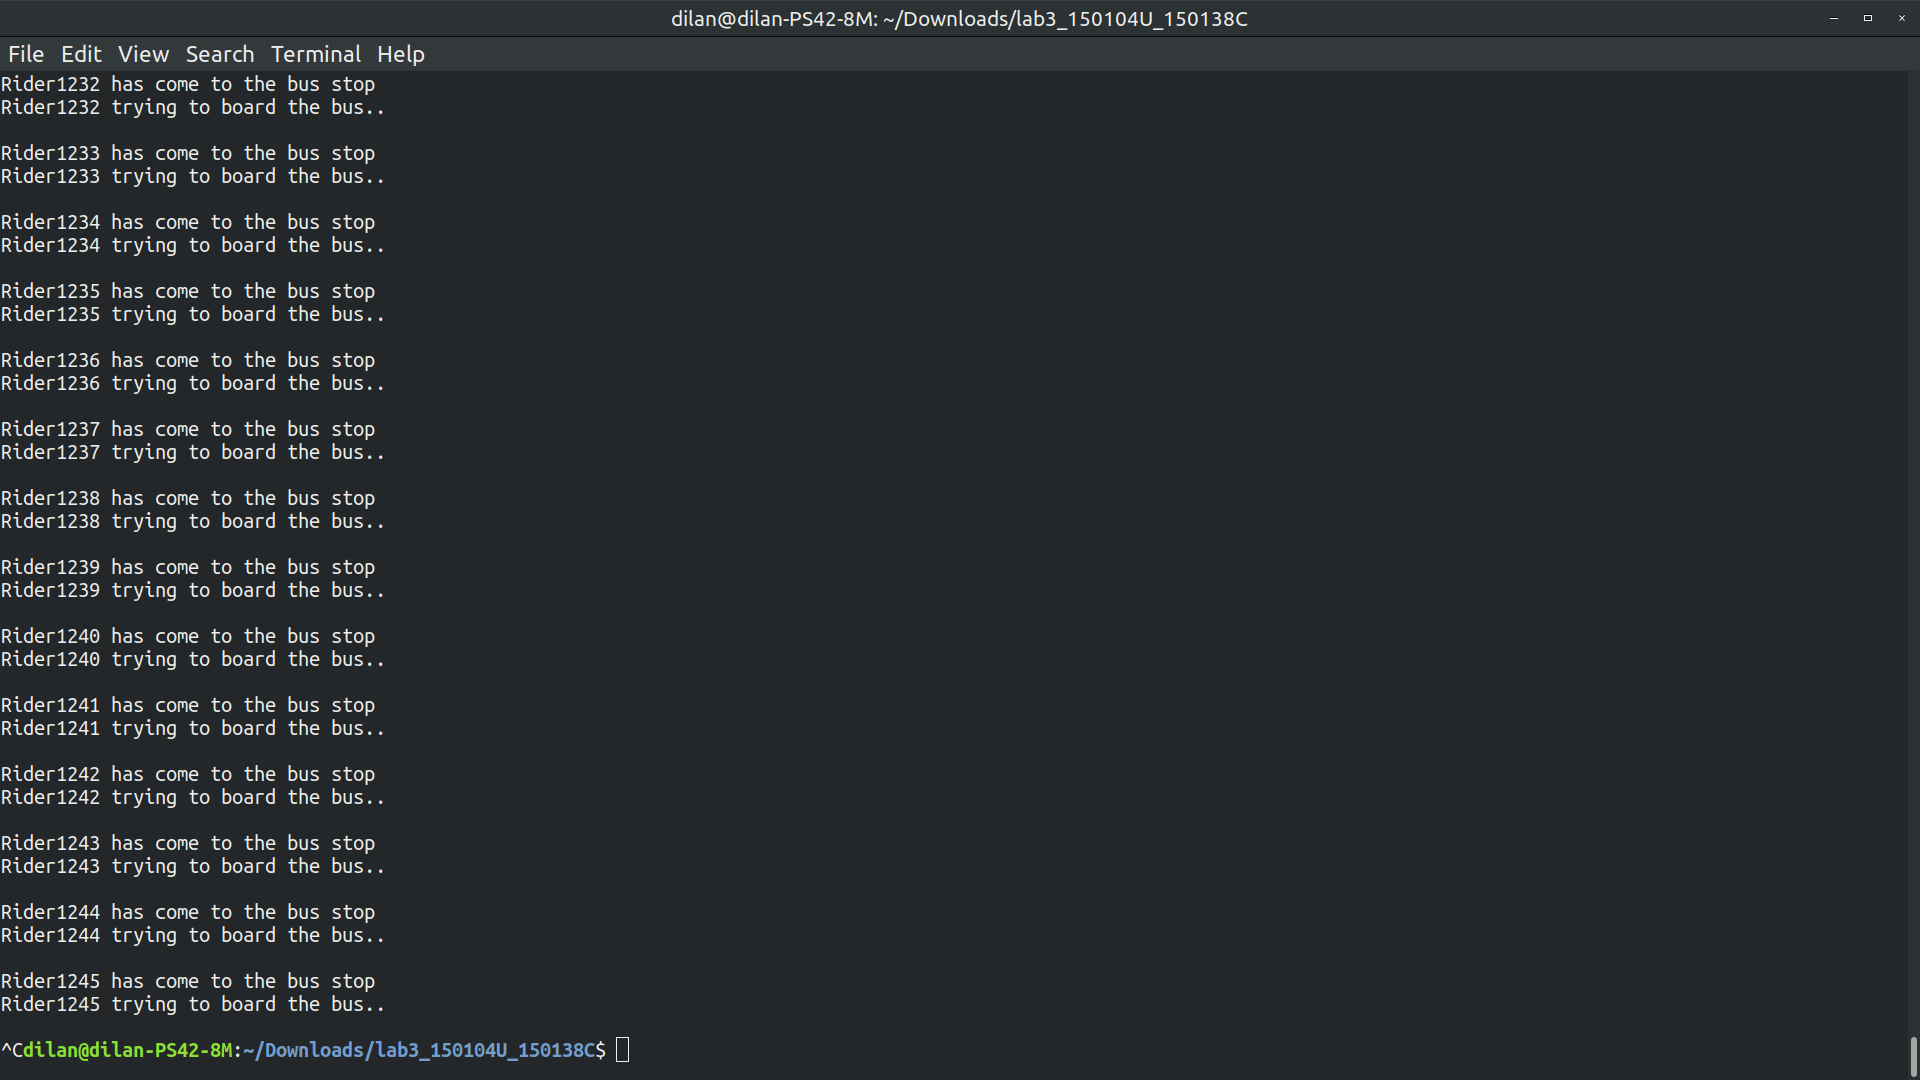 dilan@dilan-PS42-8M: ~/Downloads/lab3_150104U_150138C
File Edit View Search Terminal Help
Rider1232 has come to the bus stop
Rider1232 trying to board the bus..
Rider1233 has come to the bus stop
Rider1233 trying to board the bus..
Rider1234 has come to the bus stop
Rider1234 trying to board the bus..
Rider1235 has come to the bus stop
Rider1235 trying to board the bus..
Rider1236 has come to the bus stop
Rider1236 trying to board the bus..
Rider1237 has come to the bus stop
Rider1237 trying to board the bus..
Rider1238 has come to the bus stop
Rider1238 trying to board the bus..
Rider1239 has come to the bus stop
Rider1239 trying to board the bus..
Rider1240 has come to the bus stop
Rider1240 trying to board the bus..
Rider1241 has come to the bus stop
Rider1241 trying to board the bus..
Rider1242 has come to the bus stop
Rider1242 trying to board the bus..
Rider1243 has come to the bus stop
Rider1243 trying to board the bus..
Rider1244 has come to the bus stop
Rider1244 trying to board the bus..
Rider1245 has come to the bus stop
Rider1245 trying to board the bus..
^Cdilan@dilan-PS42-8M:~/Downloads/lab3_150104U_150138C$